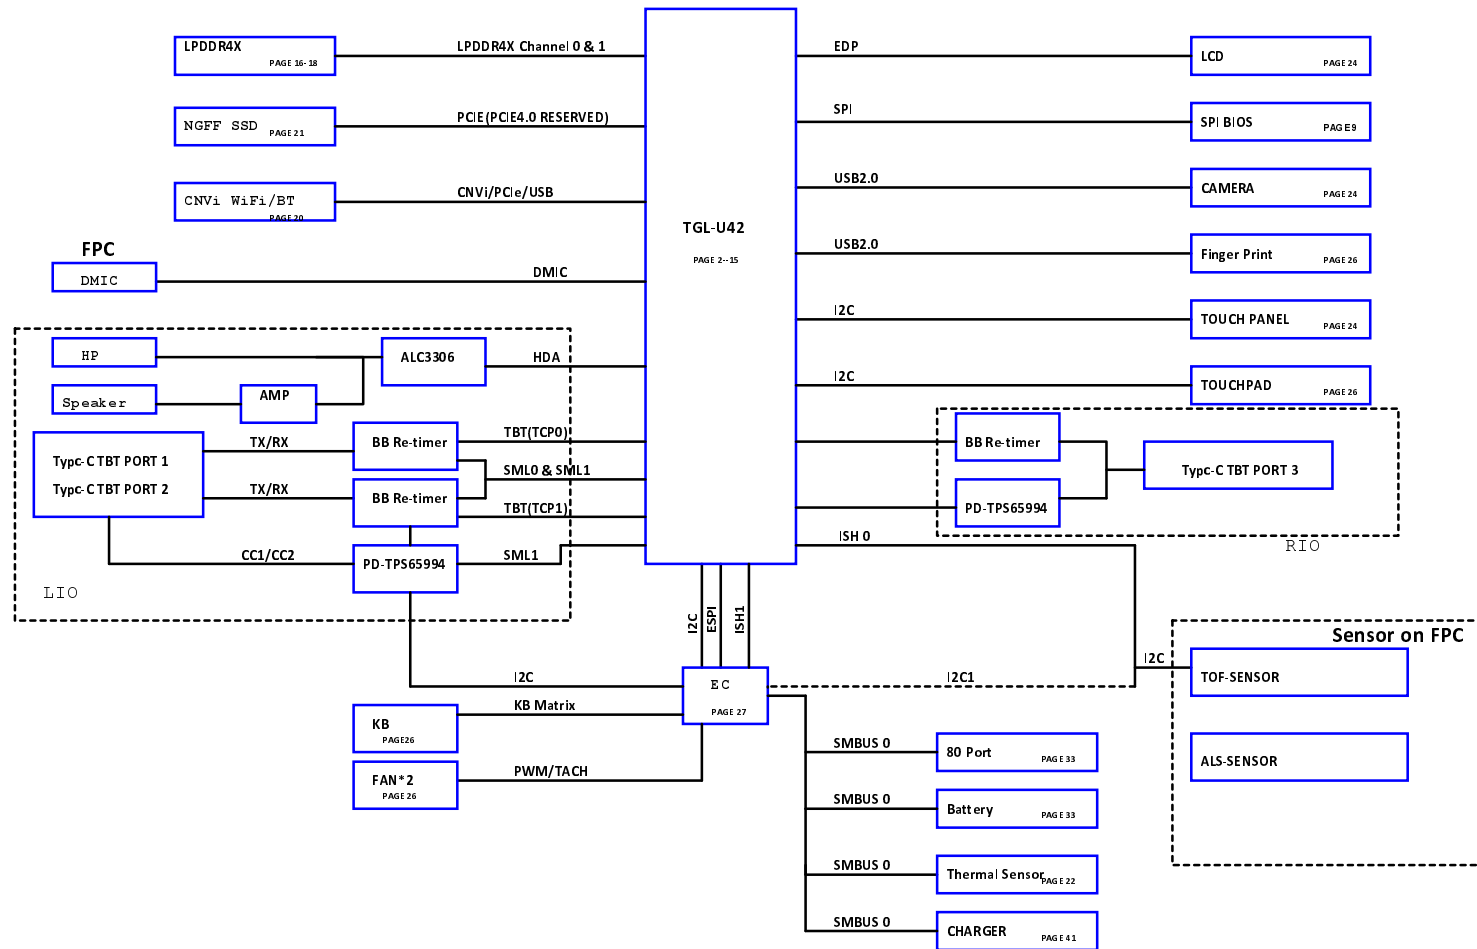 LPDDR4X
PAGE 16-18
LPDDR4X Channel 0 & 1
NGFF SSD
PAGE 21
PCIE(PCIE4.0 RESERVED)
CNVi WiFi/BT
PAGE 20
CNVi/PCIe/USB
FPC
DMIC
DMIC
HP
ALC3306
HDA
Speaker
AMP
Typc-C TBT PORT 1
Typc-C TBT PORT 2
TX/RX
TX/RX
BB Re-timer
BB Re-timer
TBT(TCP0)
SML0 & SML1
TBT(TCP1)
CC1/CC2
PD-TPS65994
SML1
LIO
TGL-U42
PAGE 2--15
EDP
LCD
PAGE 24
SPI
SPI BIOS
PAGE9
USB2.0
CAMERA
PAGE 24
USB2.0
Finger Print
PAGE 26
I2C
TOUCH PANEL
PAGE 24
I2C
TOUCHPAD
PAGE 26
BB Re-timer
PD-TPS65994
Typc-C TBT PORT 3
RIO
ISH 0
I2C
ESPI
ISH1
Sensor on FPC
I2C
TOF-SENSOR
ALS-SENSOR
I2C
EC
PAGE 27
I2C1
KB
PAGE26
KB Matrix
FAN*2
PAGE 26
PWM/TACH
SMBUS 0
80 Port
PAGE 33
SMBUS 0
Battery
PAGE 33
SMBUS 0
Thermal Sensor
PAGE 22
SMBUS 0
CHARGER
PAGE 41